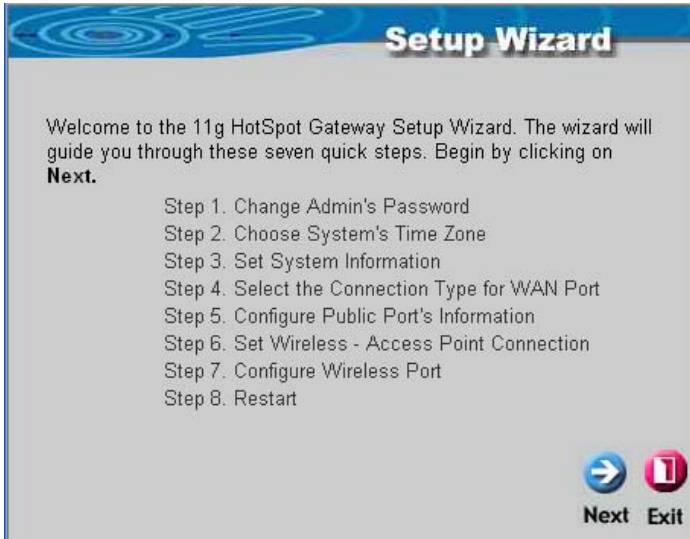 Setup Wizard
Welcome to the 11g HotSpot Gateway Setup Wizard. The wizard will
guide you through these seven quick steps. Begin by clicking on
Next.
Step 1. Change Admin's Password
Step 2. Choose System's Time Zone
Step 3. Set System Information
Step 4. Select the Connection Type for WAN Port
Step 5. Configure Public Port's Information
Step 6. Set Wireless - Access Point Connection
Step 7. Configure Wireless Port
Step 8. Restart
Next Exit